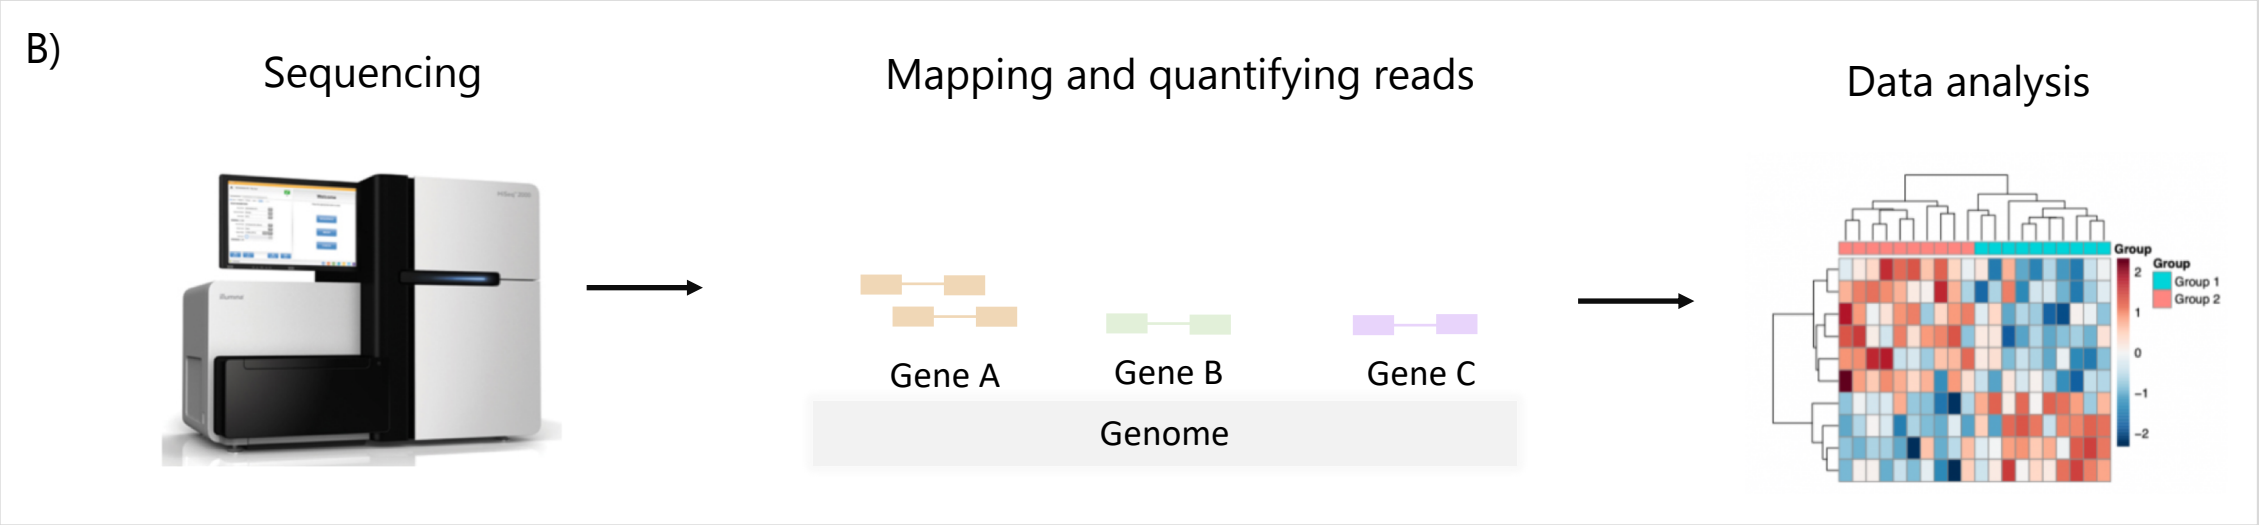 B)
Sequencing
Mapping and quantifying reads
Data analysis
illumina
Gene A
Gene B
Gene C
Genome
Group
2
1
0
−1
−2
Group
Group 1
Group 2